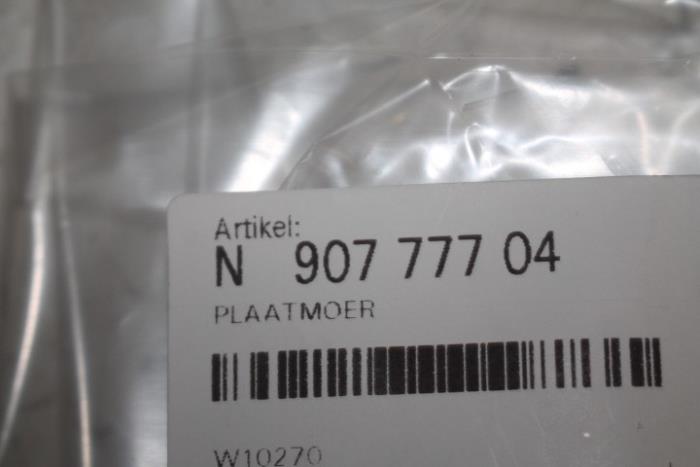 Artikel:
N 907 777 04
PLAATMOER
W10270